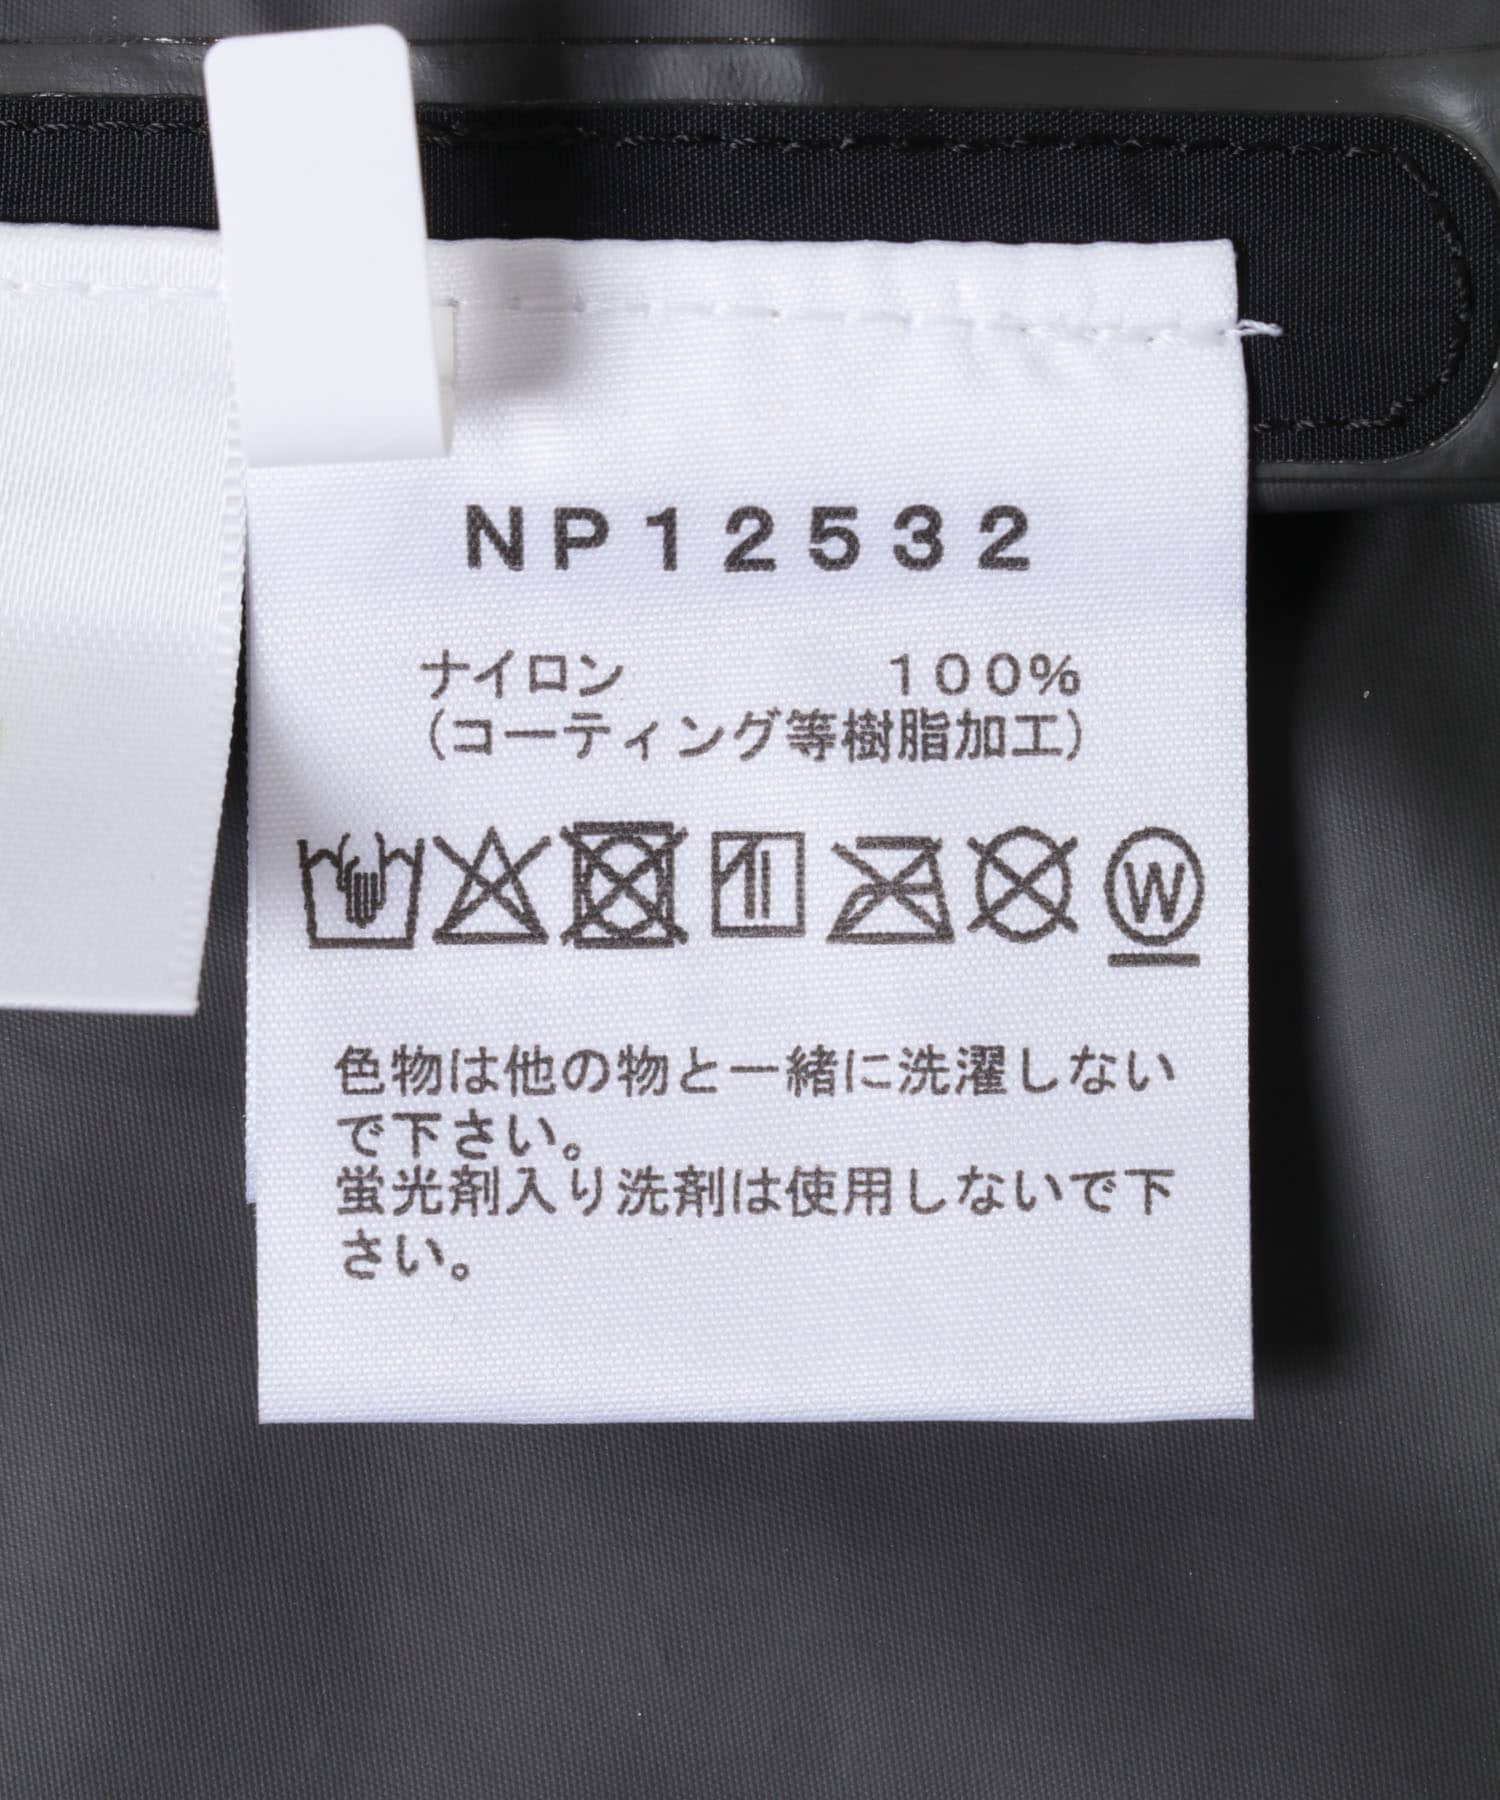 NP12532
ナイロン 100%
(コーティング等樹脂加工)
W
色物は他の物と一緒に洗濯しない
で下さい。
蛍光剤入り洗剤は使用しないで下
さい。